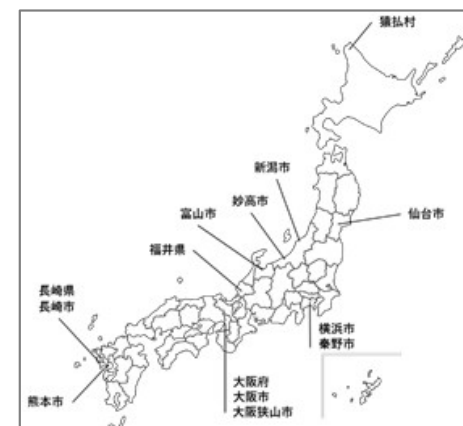 猿払村
新潟市
妙高市
富山市
仙台市
福井県
長崎県
長崎市
横浜市
秦野市
大阪府
大阪市
大阪狭山市
熊本市